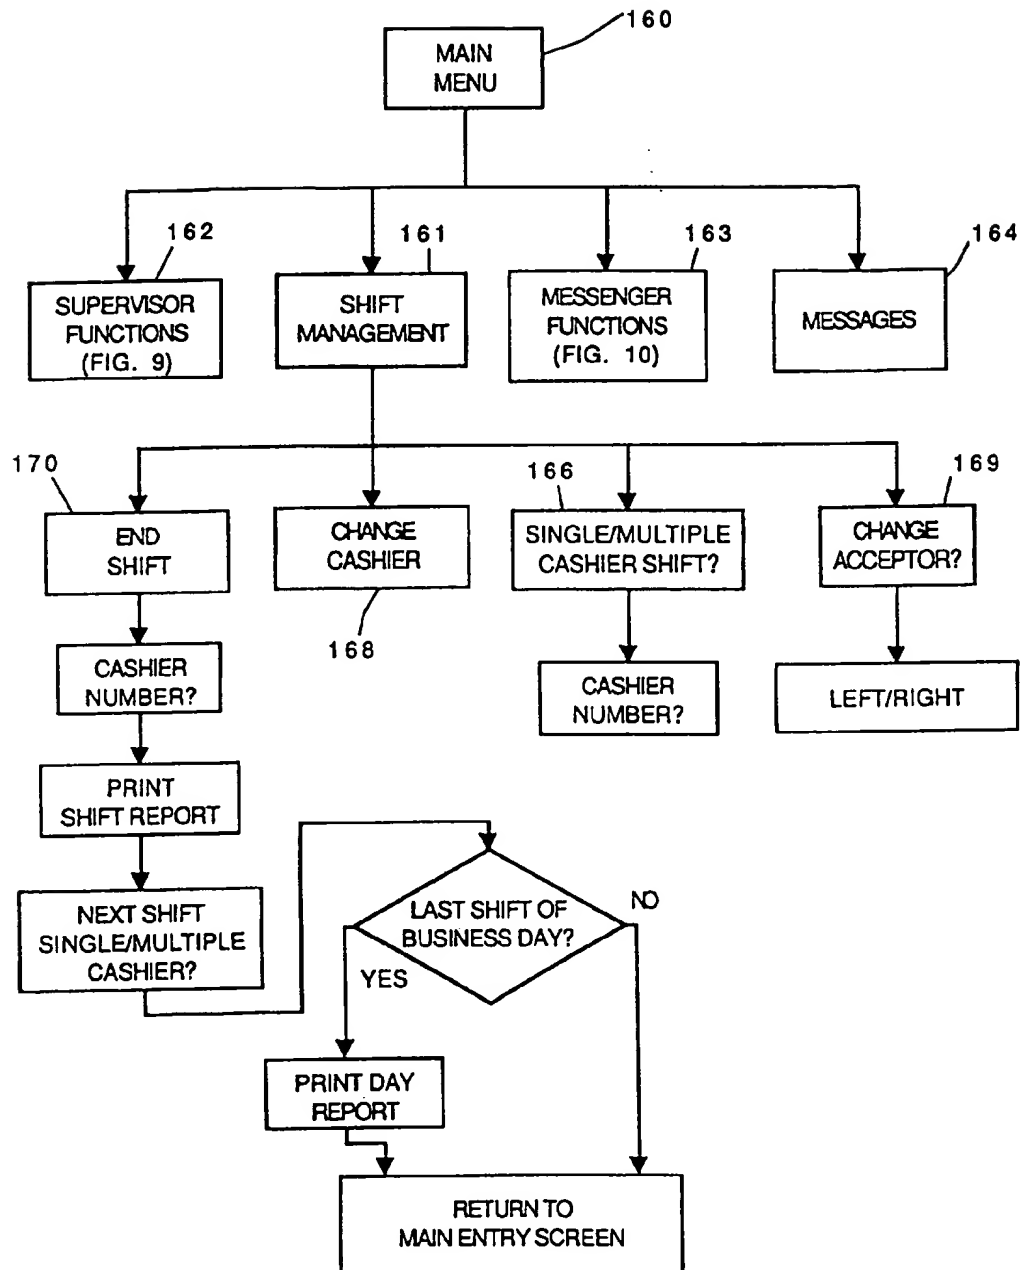 160
MAIN
MENU
162
161
163
164
SUPERVISOR
FUNCTIONS
(FIG. 9)
SHIFT
MANAGEMENT
MESSENGER
FUNCTIONS
(FIG. 10)
MESSAGES
170
166
169
END
SHIFT
CHANGE
CASHIER
SINGLE/MULTIPLE
CASHIER SHIFT?
CHANGE
ACCEPTOR?
168
CASHIER
NUMBER?
CASHIER
NUMBER?
LEFT/RIGHT
PRINT
SHIFT REPORT
NEXT SHIFT
SINGLE/MULTIPLE
CASHIER?
LAST SHIFT OF
BUSINESS DAY?
NO
YES
PRINT DAY
REPORT
RETURN TO
MAIN ENTRY SCREEN